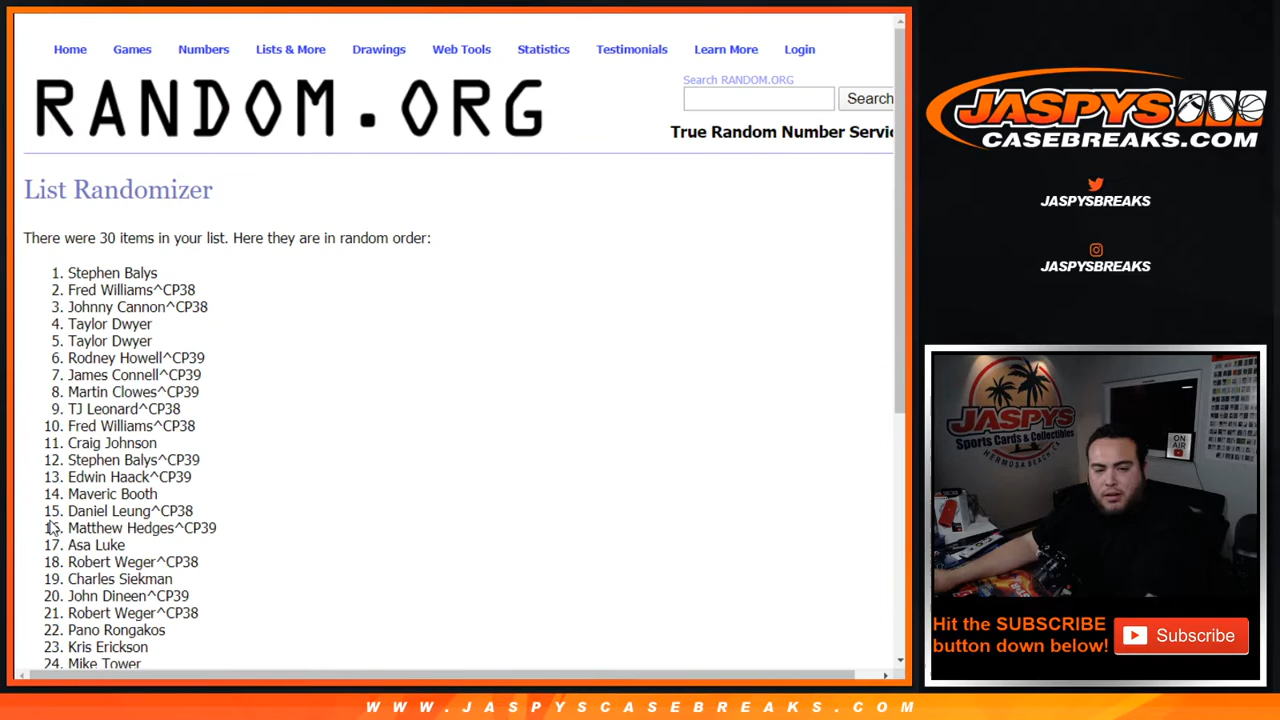 Home Games Numbers Lists & More Drawings Web Tools Statistics Testimonials Learn More Login
RANDOM.ORG
Search RANDOM.ORG
Search
True Random Number Servic
List Randomizer
There were 30 items in your list. Here they are in random order:
1. Stephen Balys
2. Fred Williams^CP38
3. Johnny Cannon^CP38
4. Taylor Dwyer
5. Taylor Dwyer
6. Rodney Howell^CP39
7. James Connell^CP39
8. Martin Clowes^CP39
9. TJ Leonard^CP38
10. Fred Williams^CP38
11. Craig Johnson
12. Stephen Balys^CP39
13. Edwin Haack^CP39
14. Maveric Booth
15. Daniel Leung^CP38
16. Matthew Hedges^CP39
17. Asa Luke
18. Robert Weger^CP38
19. Charles Siekman
20. John Dineen^CP39
21. Robert Weger^CP38
22. Pano Rongakos
23. Kris Erickson
24. Mike Tower
JASPYS
CASEBREAKS.COM
JASPYSBREAKS
JASPYSBREAKS
JASPYS
Sports Cards & Collectibles
HERMOSA BEACH, CA
ON
AIR
Hit the SUBSCRIBE
button down below!
Subscribe
WWW.JASPYSCASEBREAKS.COM